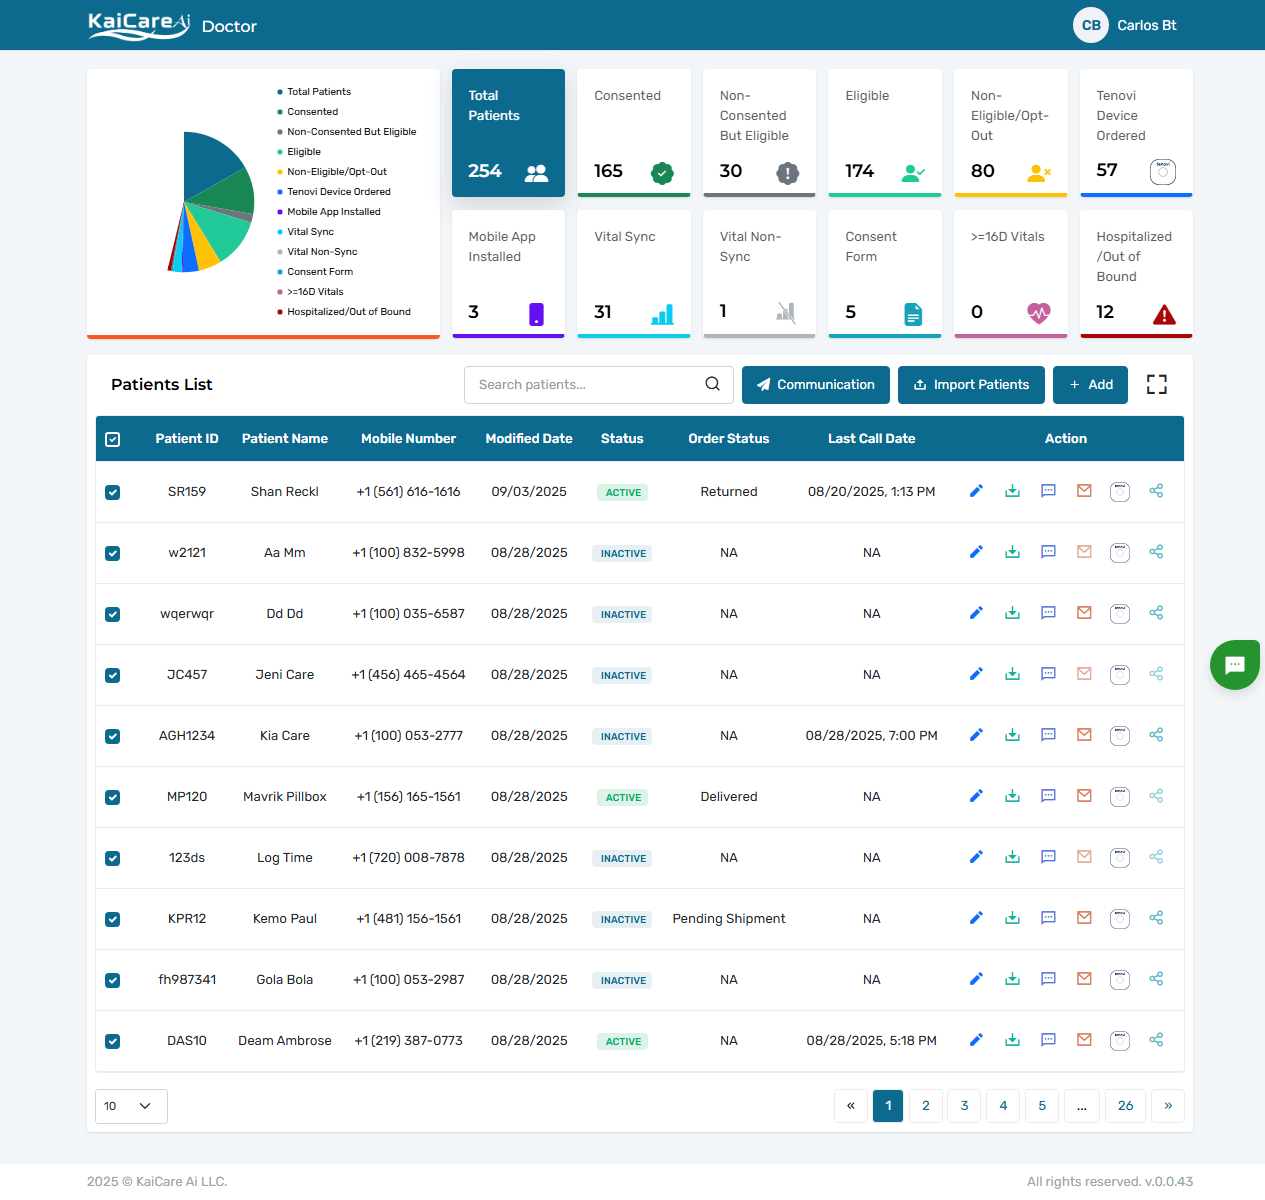 KaiCare Ai Doctor
CB Carlos Bt
Total Patients
Consented
Non-Consented But Eligible
Eligible
Non-Eligible/Opt-Out
Tenovi Device Ordered
Mobile App Installed
Vital Sync
Vital Non-Sync
Consent Form
>=16D Vitals
Hospitalized/Out of Bound
Total
Patients
254
Consented
165
Non-
Consented
But Eligible
30
Eligible
174
Non-
Eligible/Opt-
Out
80
Tenovi
Device
Ordered
57
tenovi
Mobile App
Installed
3
Vital Sync
31
Vital Non-
Sync
1
Consent
Form
5
>=16D Vitals
0
Hospitalized
/Out of
Bound
12
Patients List
Search patients...
Communication
Import Patients
+ Add
Patient ID Patient Name Mobile Number Modified Date Status Order Status Last Call Date Action
SR159 Shan Reckl +1 (561) 616-1616 09/03/2025 ACTIVE Returned 08/20/2025, 1:13 PM tenovi
w2121 Aa Mm +1 (100) 832-5998 08/28/2025 INACTIVE NA NA tenovi
wqerwqr Dd Dd +1 (100) 035-6587 08/28/2025 INACTIVE NA NA tenovi
JC457 Jeni Care +1 (456) 465-4564 08/28/2025 INACTIVE NA NA tenovi
AGH1234 Kia Care +1 (100) 053-2777 08/28/2025 INACTIVE NA 08/28/2025, 7:00 PM tenovi
MP120 Mavrik Pillbox +1 (156) 165-1561 08/28/2025 ACTIVE Delivered NA tenovi
123ds Log Time +1 (720) 008-7878 08/28/2025 INACTIVE NA NA tenovi
KPR12 Kemo Paul +1 (481) 156-1561 08/28/2025 INACTIVE Pending Shipment NA tenovi
fh987341 Gola Bola +1 (100) 053-2987 08/28/2025 INACTIVE NA NA tenovi
DAS10 Deam Ambrose +1 (219) 387-0773 08/28/2025 ACTIVE NA 08/28/2025, 5:18 PM tenovi
10
« 1 2 3 4 5 ... 26 »
2025 © KaiCare Ai LLC.
All rights reserved. v.0.0.43